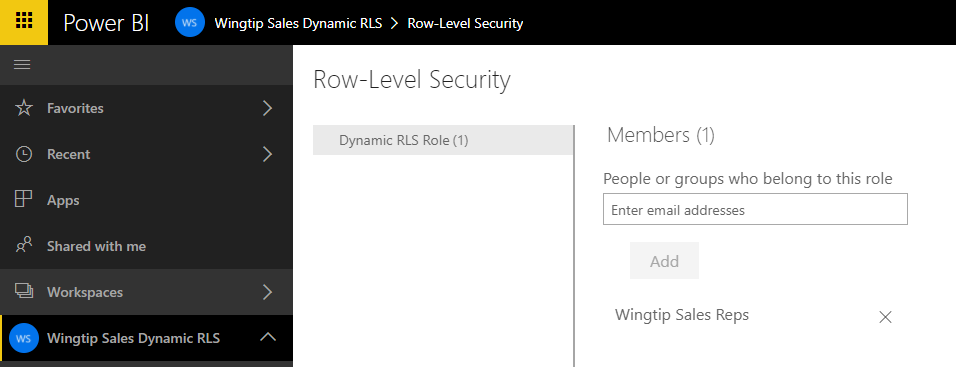 Power BI
WS
Wingtip Sales Dynamic RLS > Row-Level Security
Favorites
Recent
Apps
Shared with me
Workspaces
WS
Wingtip Sales Dynamic RLS
Row-Level Security
Dynamic RLS Role (1)
Members (1)
People or groups who belong to this role
Enter email addresses
Add
Wingtip Sales Reps